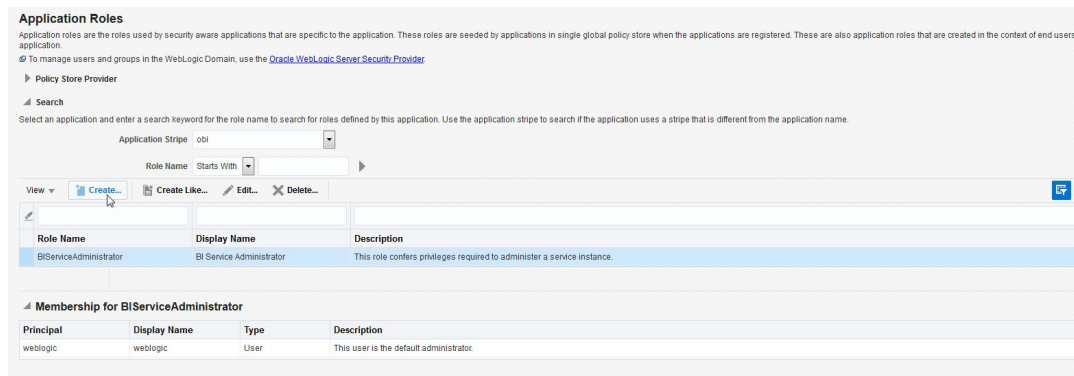 Application Roles
Application roles are the roles used by security aware applications that are specific to the application. These roles are seeded by applications in single global policy store when the applications are registered. These are also application roles that are created in the context of end users
application.
To manage users and groups in the WebLogic Domain, use the Oracle WebLogic Server Security Provider.
Policy Store Provider
Search
Select an application and enter a search keyword for the role name to search for roles defined by this application. Use the application stripe to search if the application uses a stripe that is different from the application name.
Application Stripe obi
Role Name Starts With
View Create... Create Like... Edit... Delete...
Role Name Display Name Description
BIServiceAdministrator BI Service Administrator This role confers privileges required to administer a service instance.
Membership for BIServiceAdministrator
Principal Display Name Type Description
weblogic weblogic User This user is the default administrator.